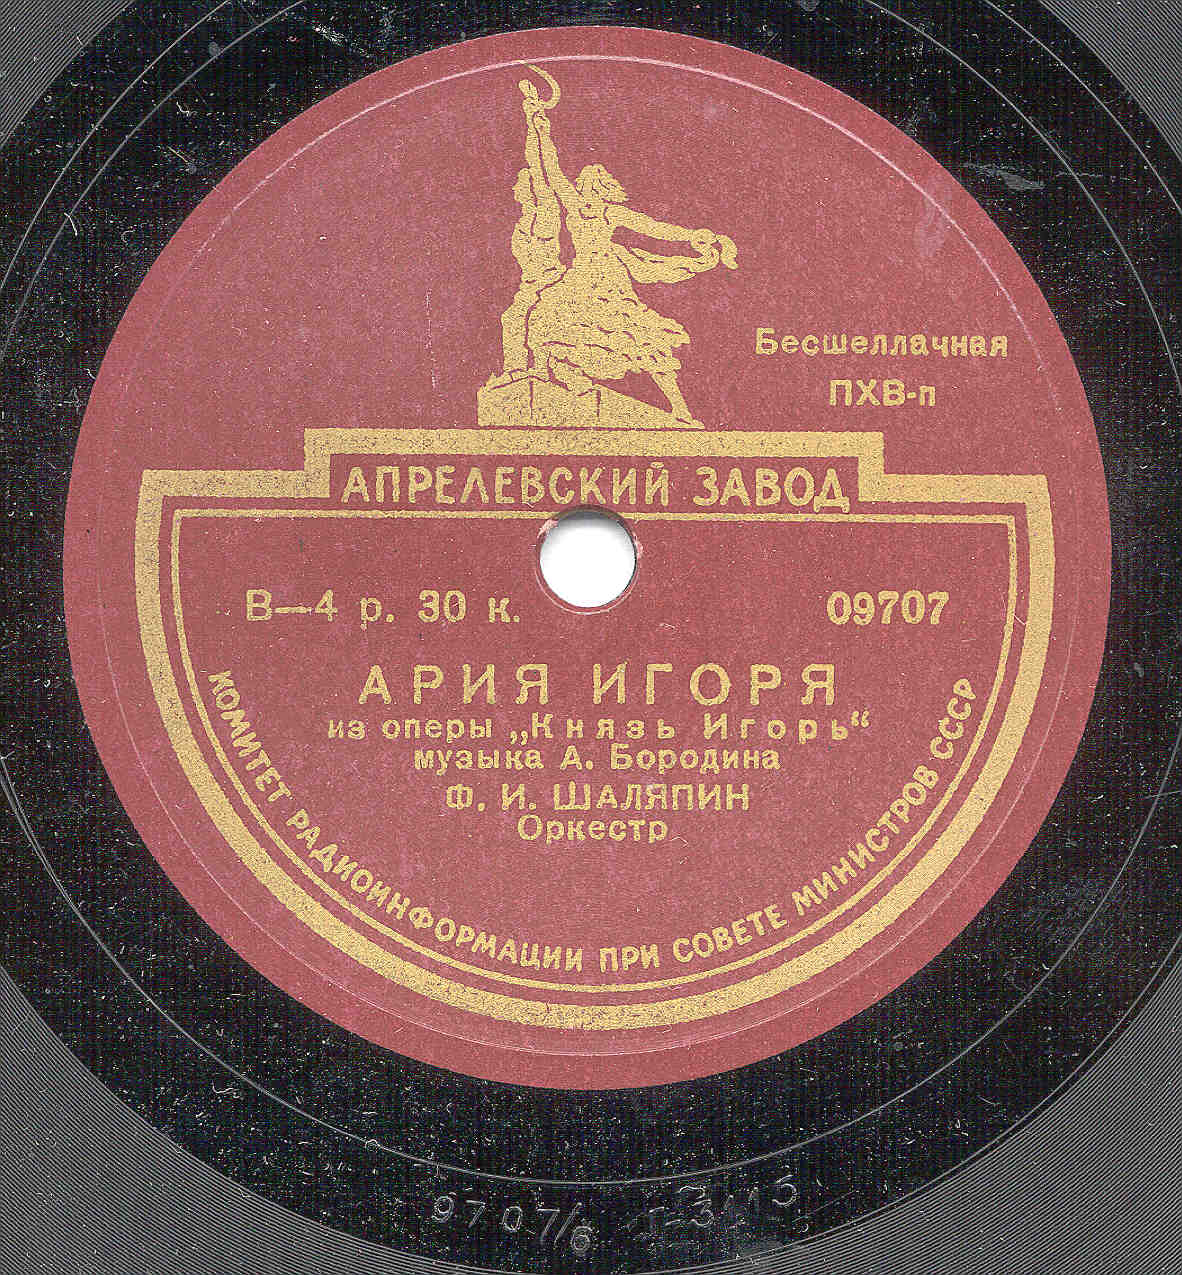 Бесшеллачная
ПХВ-п
АПРЕЛЕВСКИЙ ЗАВОД
В—4 р. 30 к.
09707
АРИЯ ИГОРЯ
из оперы „Князь Игорь“
музыка А. Бородина
Ф. И. ШАЛЯПИН
Оркестр
КОМИТЕТ РАДИОИНФОРМАЦИИ ПРИ СОВЕТЕ МИНИСТРОВ СССР
9707/6